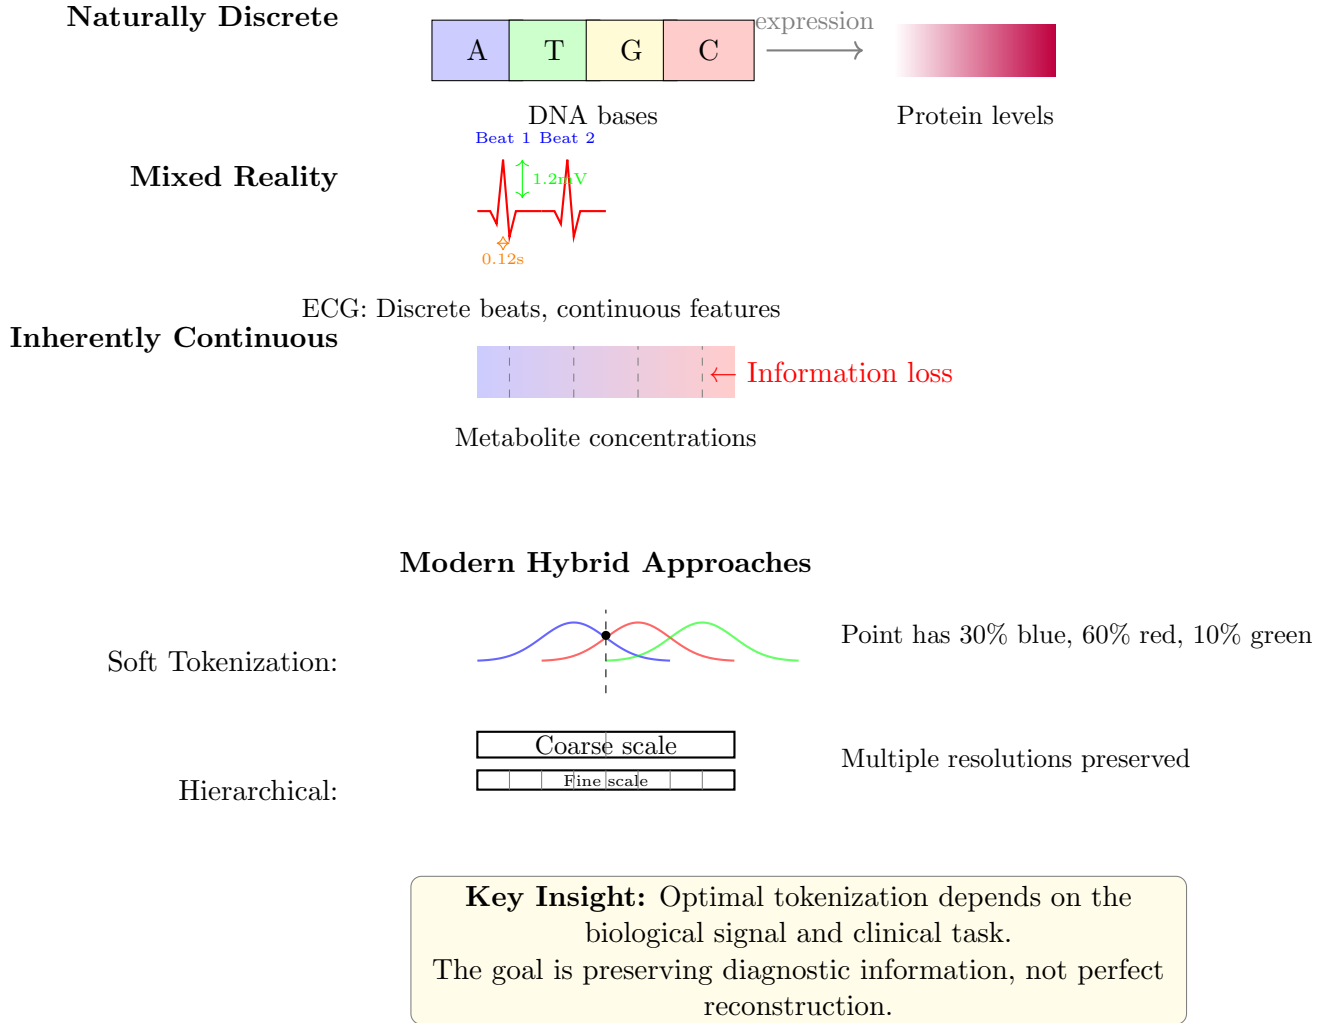 Naturally Discrete
A T G C
expression
DNA bases
Protein levels
Beat 1 Beat 2
Mixed Reality
1.2mV
0.12s
ECG: Discrete beats, continuous features
Inherently Continuous
← Information loss
Metabolite concentrations
Modern Hybrid Approaches
Soft Tokenization:
Point has 30% blue, 60% red, 10% green
Hierarchical:
Coarse scale
Fine scale
Multiple resolutions preserved
Key Insight: Optimal tokenization depends on the
biological signal and clinical task.
The goal is preserving diagnostic information, not perfect
reconstruction.